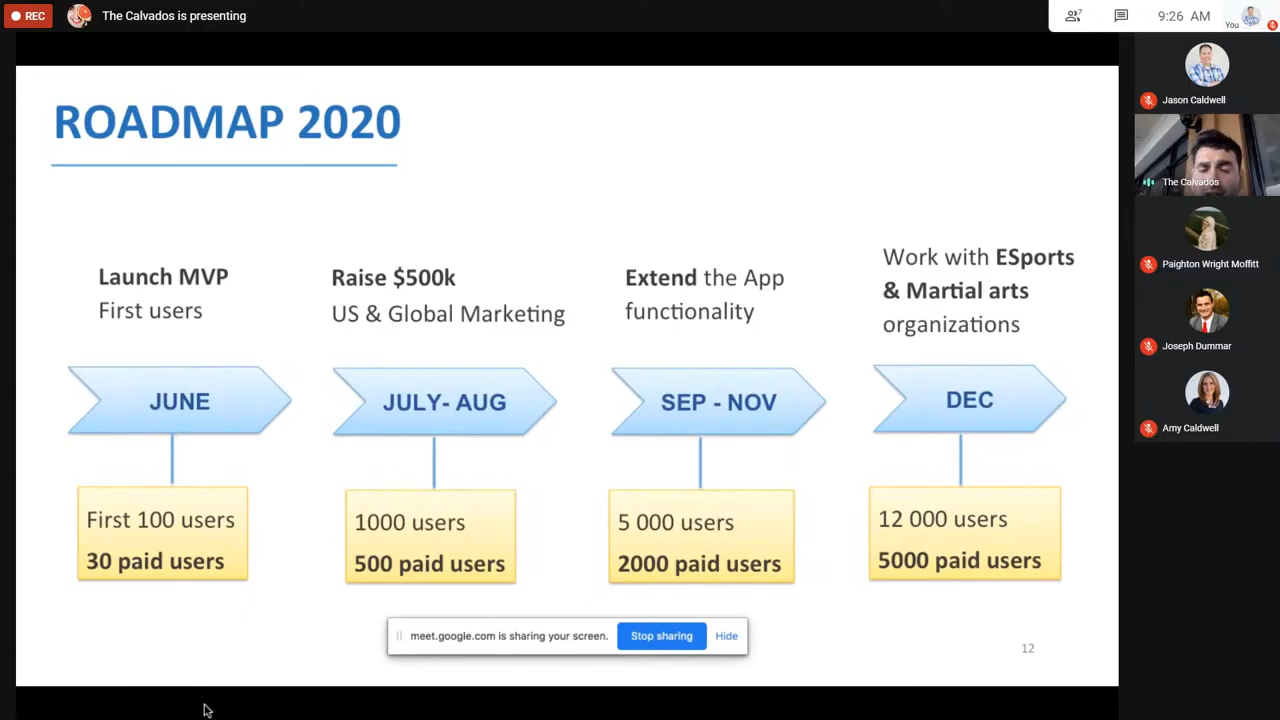 REC
The Calvados is presenting
7
9:26 AM
You
ROADMAP 2020
Launch MVP
First users
Raise $500k
US & Global Marketing
Extend the App
functionality
Work with ESports
& Martial arts
organizations
JUNE
JULY- AUG
SEP - NOV
DEC
First 100 users
30 paid users
1000 users
500 paid users
5 000 users
2000 paid users
12 000 users
5000 paid users
meet.google.com is sharing your screen.
Stop sharing
Hide
12
Jason Caldwell
The Calvados
Paighton Wright Moffitt
Joseph Dummar
Amy Caldwell